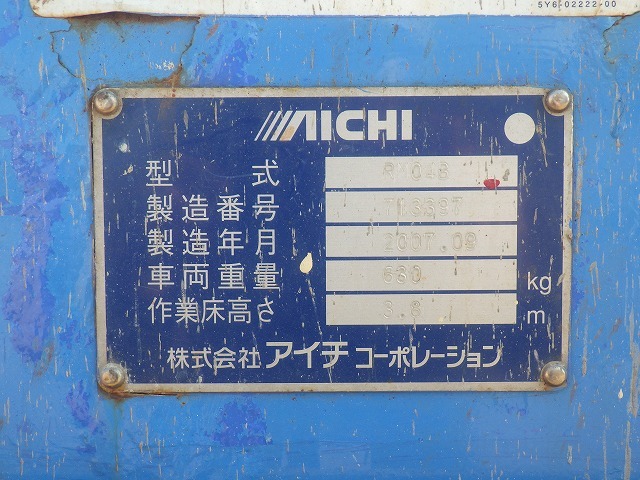 5Y6-02222-00
AICHI
型式
製造番号
製造年月 2007.09
車両重量 680 kg
作業床高さ 3.8 m
株式会社 アイチ コーポレーション